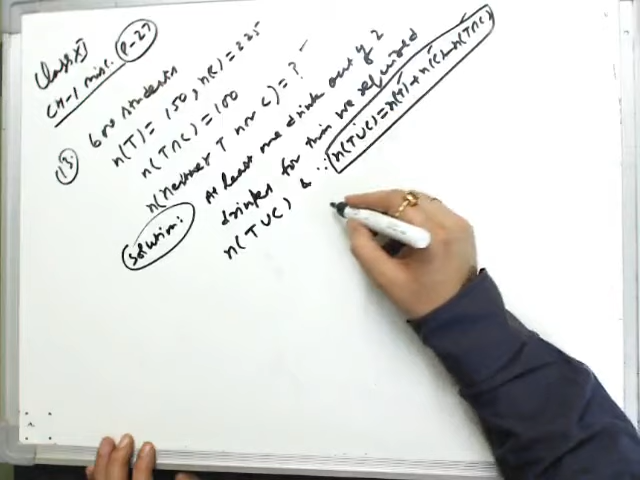 Class XI
CH-1 misc. P-27
13. 600 students
n(T) = 150, n(C) = 225
n(T∩C) = 100
n(neither T nor C) = ?
Solution: At least one drink out of 2
drinks for this we required
n(T∪C) & ∴ n(T∪C) = n(T) + n(C) - n(T∩C)